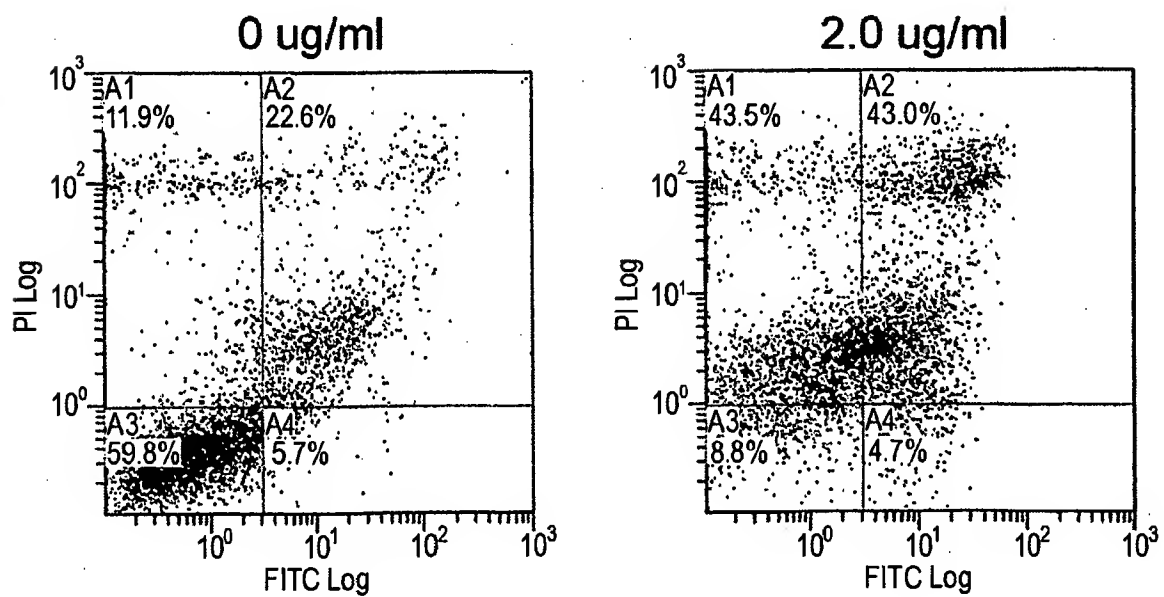 0 ug/ml
10³
A1
11.9%
A2
22.6%
10²
PI Log
10¹
10⁰
A3
59.8%
A4
5.7%
10⁰ 10¹ 10² 10³
FITC Log
2.0 ug/ml
10³
A1
43.5%
A2
43.0%
10²
PI Log
10¹
10⁰
A3
8.8%
A4
4.7%
10⁰ 10¹ 10² 10³
FITC Log